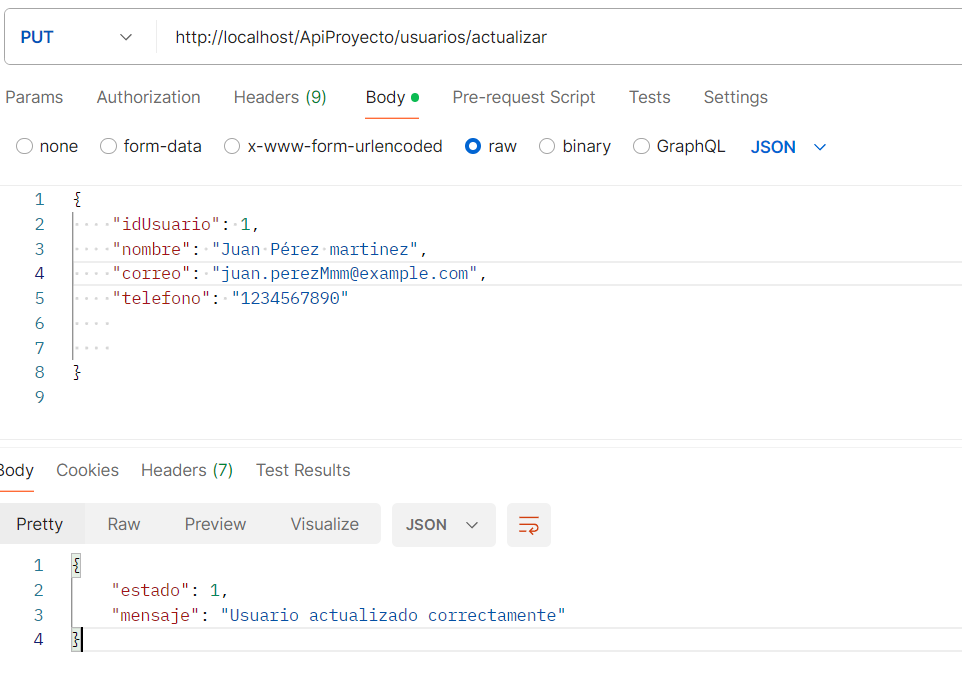 PUT http://localhost/ApiProyecto/usuarios/actualizar
Params Authorization Headers (9) Body Pre-request Script Tests Settings
none form-data x-www-form-urlencoded raw binary GraphQL JSON
1 {
2 "idUsuario": 1,
3 "nombre": "Juan Pérez martinez",
4 "correo": "juan.perezMmm@example.com",
5 "telefono": "1234567890"
6
7
8 }
9
Body Cookies Headers (7) Test Results
Pretty Raw Preview Visualize JSON
1 {
2 "estado": 1,
3 "mensaje": "Usuario actualizado correctamente"
4 }